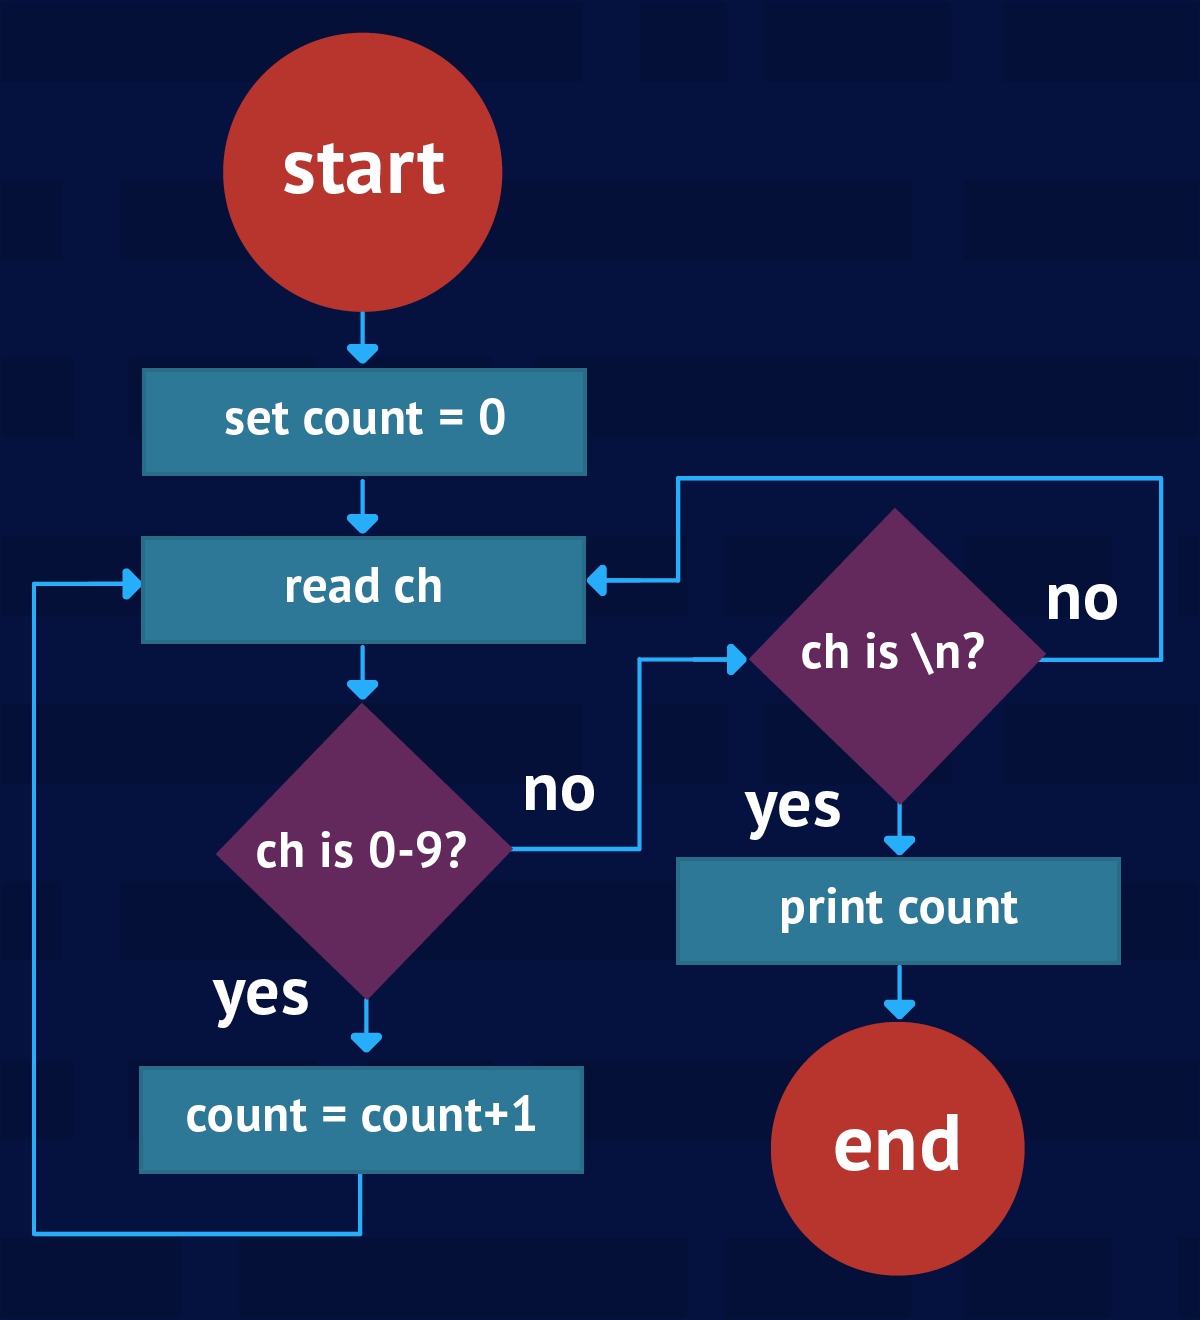 start
set count = 0
read ch
ch is 0-9?
yes
count = count+1
no
ch is \n?
no
yes
print count
end